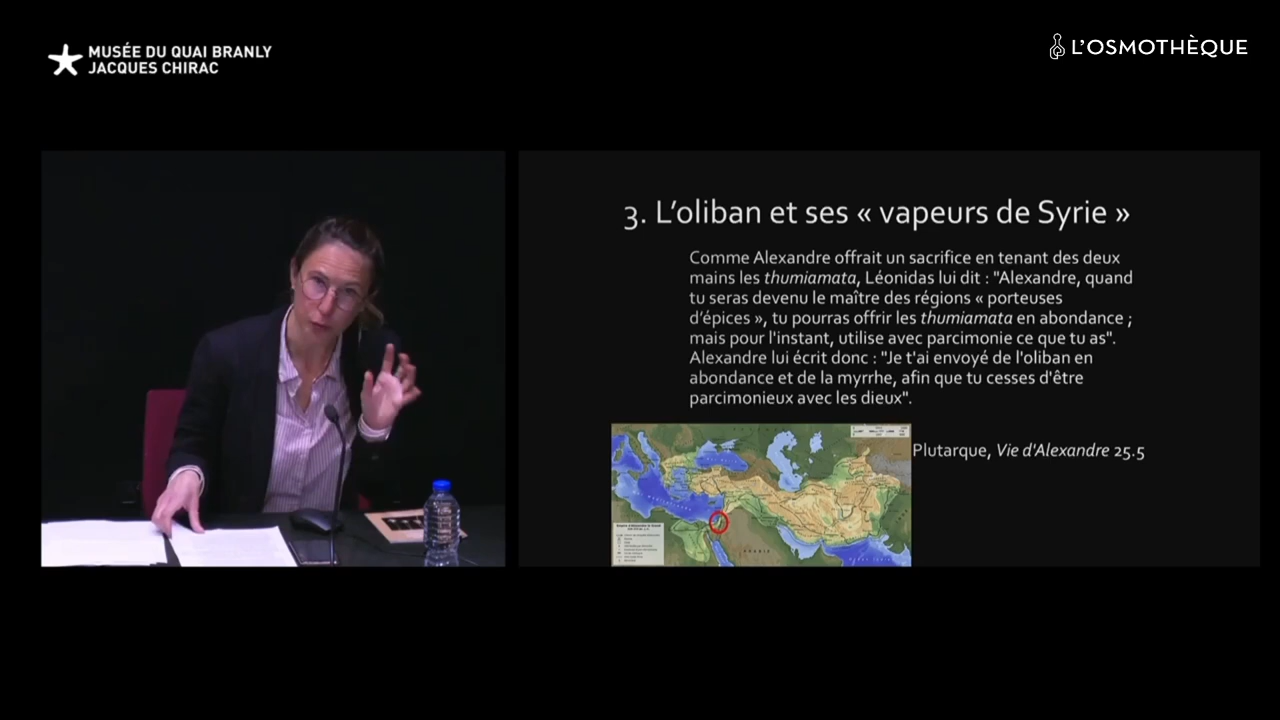 MUSÉE DU QUAI BRANLY
JACQUES CHIRAC
L'OSMOTHÈQUE
3. L'oliban et ses « vapeurs de Syrie »
Comme Alexandre offrait un sacrifice en tenant des deux
mains les thumiamata, Léonidas lui dit : "Alexandre, quand
tu seras devenu le maître des régions « porteuses
d'épices », tu pourras offrir les thumiamata en abondance ;
mais pour l'instant, utilise avec parcimonie ce que tu as".
Alexandre lui écrit donc : "Je t'ai envoyé de l'oliban en
abondance et de la myrrhe, afin que tu cesses d'être
parcimonieux avec les dieux".
Plutarque, Vie d'Alexandre 25.5